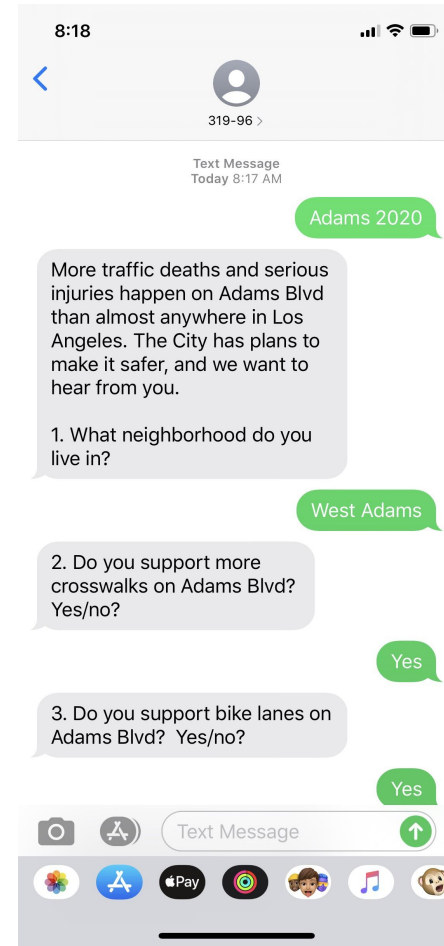 8:18
319-96 >
Text Message
Today 8:17 AM
Adams 2020
More traffic deaths and serious
injuries happen on Adams Blvd
than almost anywhere in Los
Angeles. The City has plans to
make it safer, and we want to
hear from you.
1. What neighborhood do you
live in?
West Adams
2. Do you support more
crosswalks on Adams Blvd?
Yes/no?
Yes
3. Do you support bike lanes on
Adams Blvd?  Yes/no?
Yes
Text Message
Pay